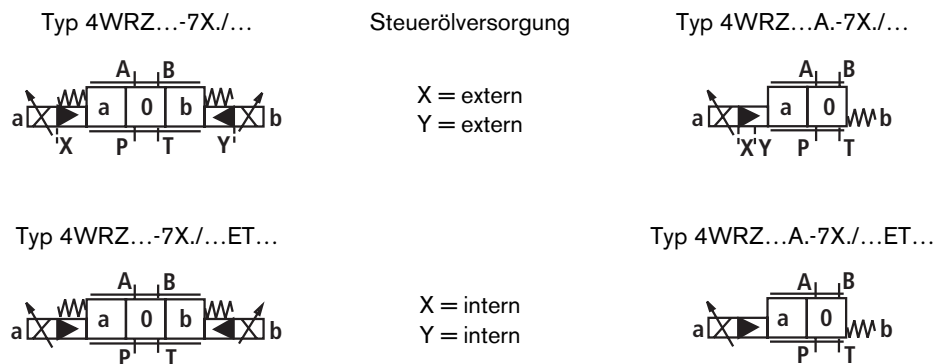 Typ 4WRZ…-7X./… Steuerölversorgung Typ 4WRZ…A.-7X./…
A B A B
X = extern
a a 0 b b a a 0 b
Y = extern
X P T Y X Y P T
Typ 4WRZ…-7X./…ET… Typ 4WRZ…A.-7X./…ET…
A B A B
X = intern
a a 0 b b a a 0 b
Y = intern
P T P T